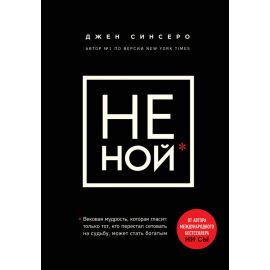 ДЖЕН СИНСЕРО
АВТОР №1 ПО ВЕРСИИ NEW YORK TIMES
НЕ
НОЙ*
* Вековая мудрость, которая гласит:
только тот, кто перестал сетовать
на судьбу, может стать богатым
ОТ АВТОРА
МЕЖДУНАРОДНОГО
БЕСТСЕЛЛЕРА
НИ СЫ